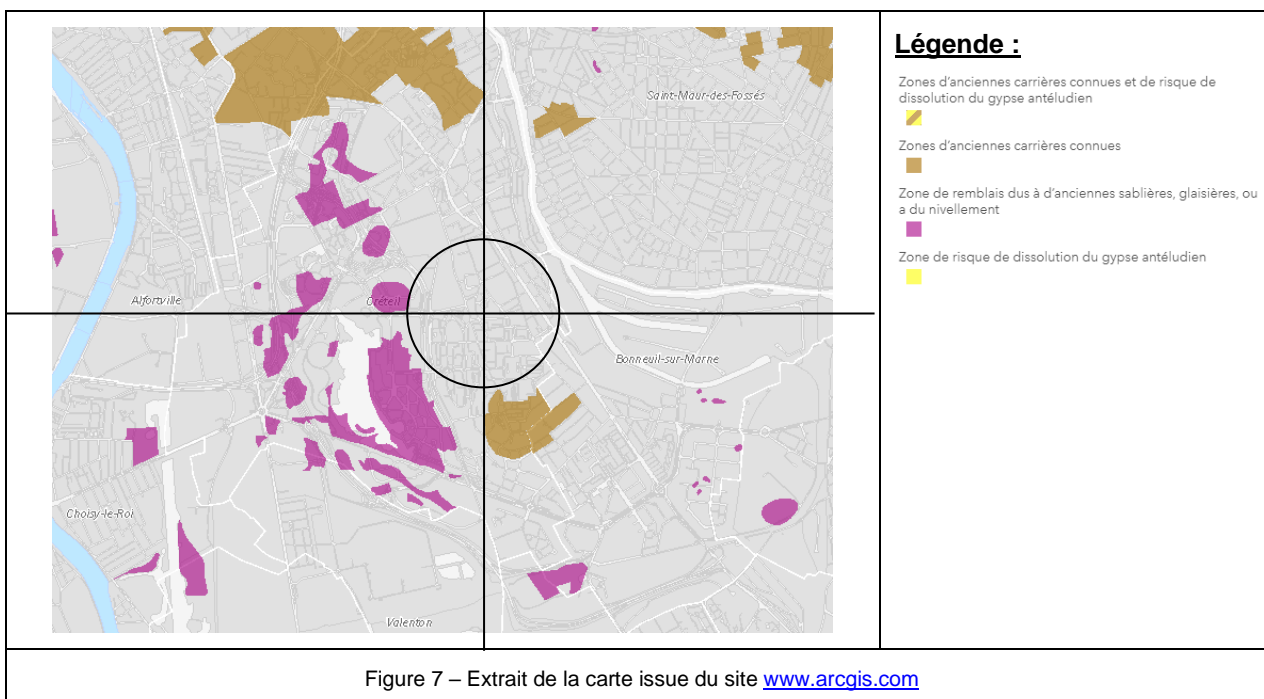 Saint-Maur-des-Fossés
Alfortville
Créteil
Bonneuil-sur-Marne
Choisy-le-Roi
Valenton
Légende :
Zones d'anciennes carrières connues et de risque de
dissolution du gypse antéludien
Zones d'anciennes carrières connues
Zone de remblais dus à d'anciennes sablières, glaisières, ou
a du nivellement
Zone de risque de dissolution du gypse antéludien
Figure 7 – Extrait de la carte issue du site www.arcgis.com